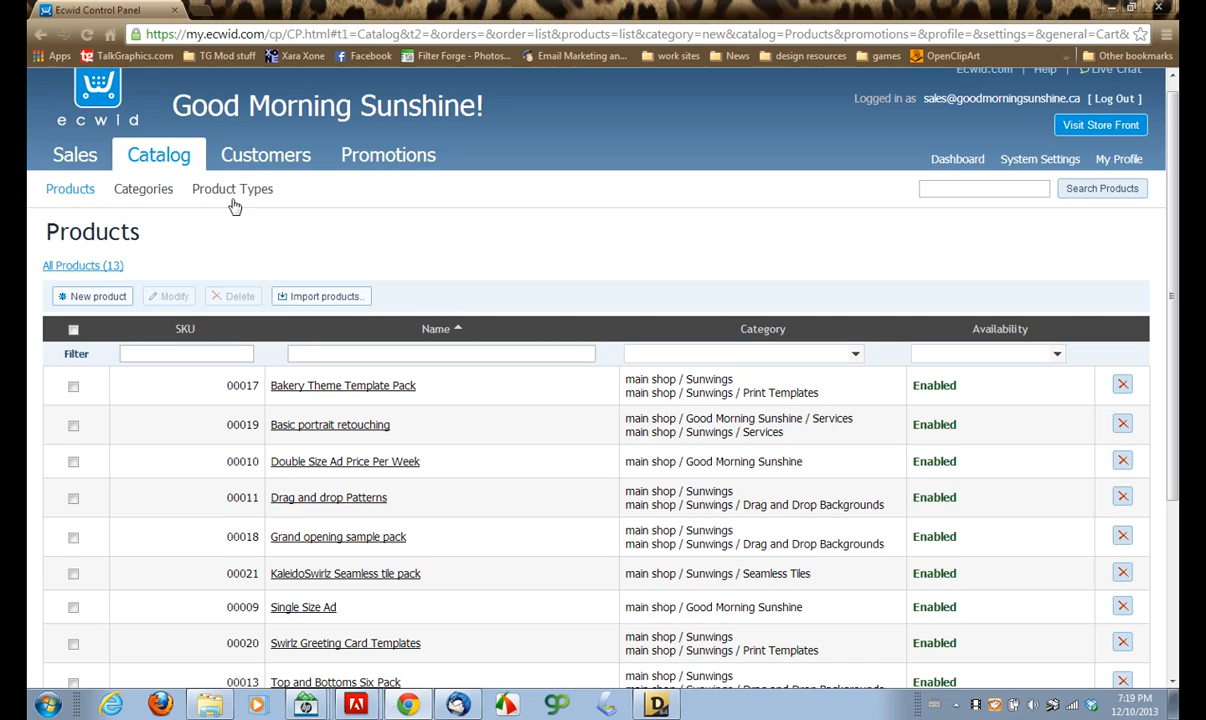 Ecwid Control Panel
https://my.ecwid.com/cp/CP.html#t1=Catalog&t2=&orders=&order=list&products=list&category=new&catalog=Products&promotions=&profile=&settings=&general=Cart&
Apps TalkGraphics.com TG Mod stuff Xara Xone Facebook Filter Forge - Photos... Email Marketing an... work sites News design resources games OpenClipArt Other bookmarks
Ecwid.com Help Live Chat
ecwid
Good Morning Sunshine!
Logged in as sales@goodmorningsunshine.ca [ Log Out ]
Visit Store Front
Sales Catalog Customers Promotions
Dashboard System Settings My Profile
Products Categories Product Types
Search Products
Products
All Products (13)
New product Modify Delete Import products..
SKU Name Category Availability
Filter
00017 Bakery Theme Template Pack main shop / Sunwings Enabled
main shop / Sunwings / Print Templates
00019 Basic portrait retouching main shop / Good Morning Sunshine / Services Enabled
main shop / Sunwings / Services
00010 Double Size Ad Price Per Week main shop / Good Morning Sunshine Enabled
00011 Drag and drop Patterns main shop / Sunwings Enabled
main shop / Sunwings / Drag and Drop Backgrounds
00018 Grand opening sample pack main shop / Sunwings Enabled
main shop / Sunwings / Drag and Drop Backgrounds
00021 KaleidoSwirlz Seamless tile pack main shop / Sunwings / Seamless Tiles Enabled
00009 Single Size Ad main shop / Good Morning Sunshine Enabled
00020 Swirlz Greeting Card Templates main shop / Sunwings Enabled
main shop / Sunwings / Print Templates
00013 Top and Bottoms Six Pack Enabled
7:19 PM
12/10/2013